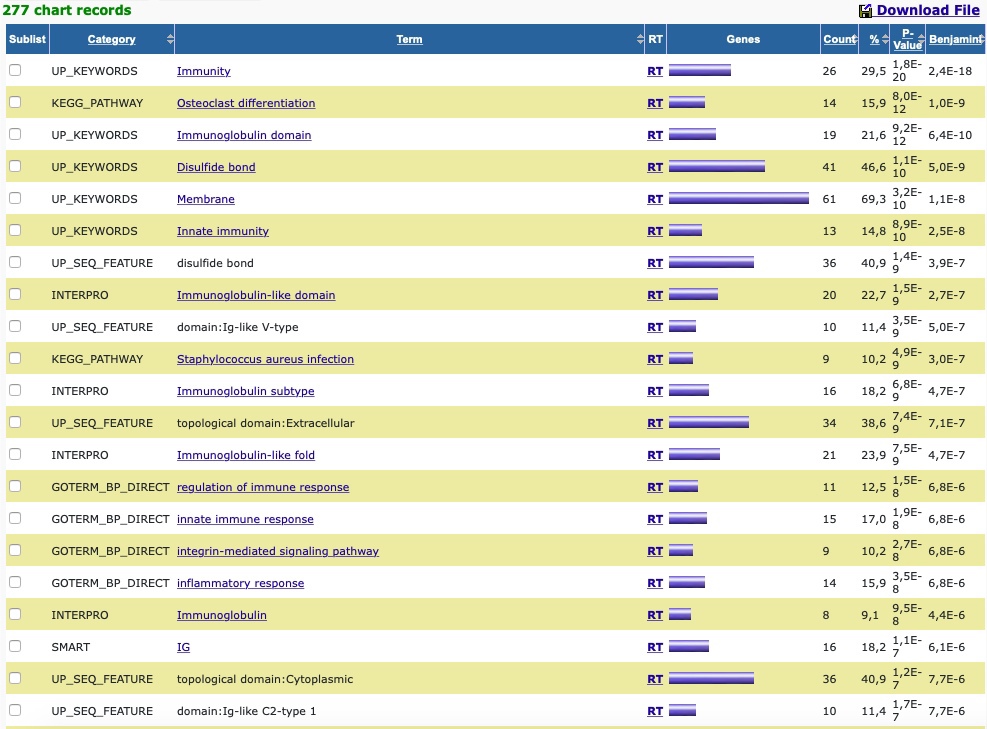 277 chart records Download File
Sublist Category Term RT Genes Count % P-Value Benjamini
UP_KEYWORDS Immunity RT 26 29,5 1,8E-20 2,4E-18
KEGG_PATHWAY Osteoclast differentiation RT 14 15,9 8,0E-12 1,0E-9
UP_KEYWORDS Immunoglobulin domain RT 19 21,6 9,2E-12 6,4E-10
UP_KEYWORDS Disulfide bond RT 41 46,6 1,1E-10 5,0E-9
UP_KEYWORDS Membrane RT 61 69,3 3,2E-10 1,1E-8
UP_KEYWORDS Innate immunity RT 13 14,8 8,9E-10 2,5E-8
UP_SEQ_FEATURE disulfide bond RT 36 40,9 1,4E-9 3,9E-7
INTERPRO Immunoglobulin-like domain RT 20 22,7 1,5E-9 2,7E-7
UP_SEQ_FEATURE domain:Ig-like V-type RT 10 11,4 3,5E-9 5,0E-7
KEGG_PATHWAY Staphylococcus aureus infection RT 9 10,2 4,9E-9 3,0E-7
INTERPRO Immunoglobulin subtype RT 16 18,2 6,8E-9 4,7E-7
UP_SEQ_FEATURE topological domain:Extracellular RT 34 38,6 7,4E-9 7,1E-7
INTERPRO Immunoglobulin-like fold RT 21 23,9 7,5E-9 4,7E-7
GOTERM_BP_DIRECT regulation of immune response RT 11 12,5 1,5E-8 6,8E-6
GOTERM_BP_DIRECT innate immune response RT 15 17,0 1,9E-8 6,8E-6
GOTERM_BP_DIRECT integrin-mediated signaling pathway RT 9 10,2 2,7E-8 6,8E-6
GOTERM_BP_DIRECT inflammatory response RT 14 15,9 3,5E-8 6,8E-6
INTERPRO Immunoglobulin RT 8 9,1 9,5E-8 4,4E-6
SMART IG RT 16 18,2 1,1E-7 6,1E-6
UP_SEQ_FEATURE topological domain:Cytoplasmic RT 36 40,9 1,2E-7 7,7E-6
UP_SEQ_FEATURE domain:Ig-like C2-type 1 RT 10 11,4 1,7E-7 7,7E-6